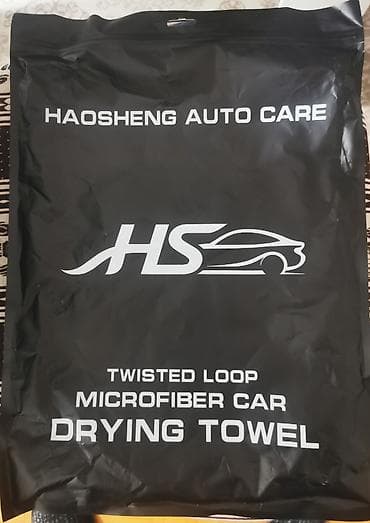 HAOSHENG AUTO CARE
HS
TWISTED LOOP
MICROFIBER CAR
DRYING TOWEL